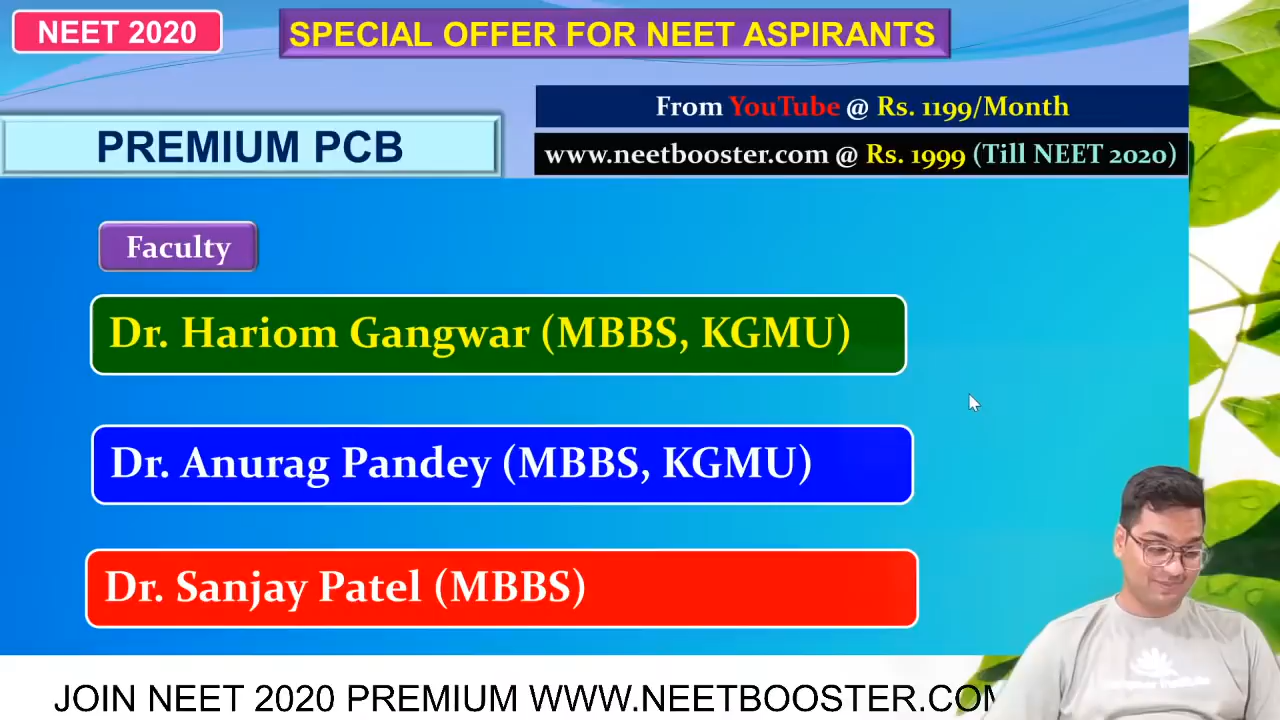 NEET 2020
SPECIAL OFFER FOR NEET ASPIRANTS
From YouTube @ Rs. 1199/Month
PREMIUM PCB
www.neetbooster.com @ Rs. 1999 (Till NEET 2020)
Faculty
Dr. Hariom Gangwar (MBBS, KGMU)
Dr. Anurag Pandey (MBBS, KGMU)
Dr. Sanjay Patel (MBBS)
JOIN NEET 2020 PREMIUM WWW.NEETBOOSTER.COM